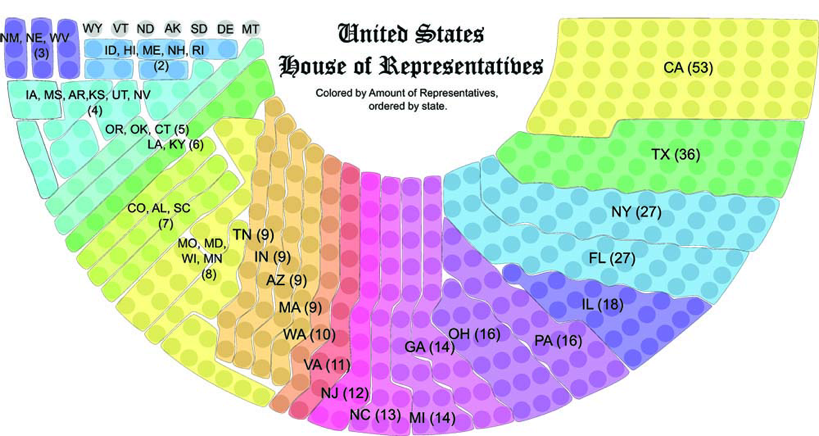 United States
House of Representatives
Colored by Amount of Representatives,
ordered by state.
NM, NE, WV
(3)
WY VT ND AK SD DE MT
ID, HI, ME, NH, RI
(2)
IA, MS, AR,KS, UT, NV
(4)
OR, OK, CT (5)
LA, KY (6)
CO, AL, SC
(7)
MO, MD,
WI, MN
(8)
TN (9)
IN (9)
AZ (9)
MA (9)
WA (10)
VA (11)
NJ (12)
NC (13)
MI (14)
GA (14)
OH (16)
PA (16)
IL (18)
FL (27)
NY (27)
TX (36)
CA (53)